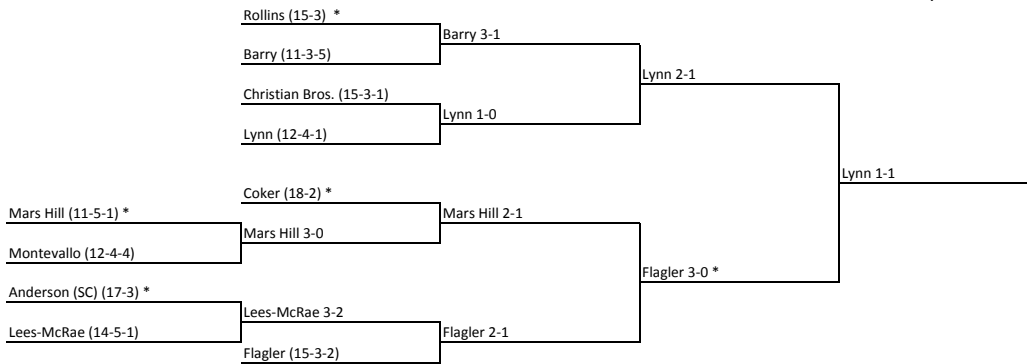 Rollins (15-3) *
Barry 3-1
Barry (11-3-5)
Lynn 2-1
Christian Bros. (15-3-1)
Lynn 1-0
Lynn (12-4-1)
Lynn 1-1
Coker (18-2) *
Mars Hill (11-5-1) *
Mars Hill 2-1
Mars Hill 3-0
Montevallo (12-4-4)
Flagler 3-0 *
Anderson (SC) (17-3) *
Lees-McRae 3-2
Lees-McRae (14-5-1)
Flagler 2-1
Flagler (15-3-2)